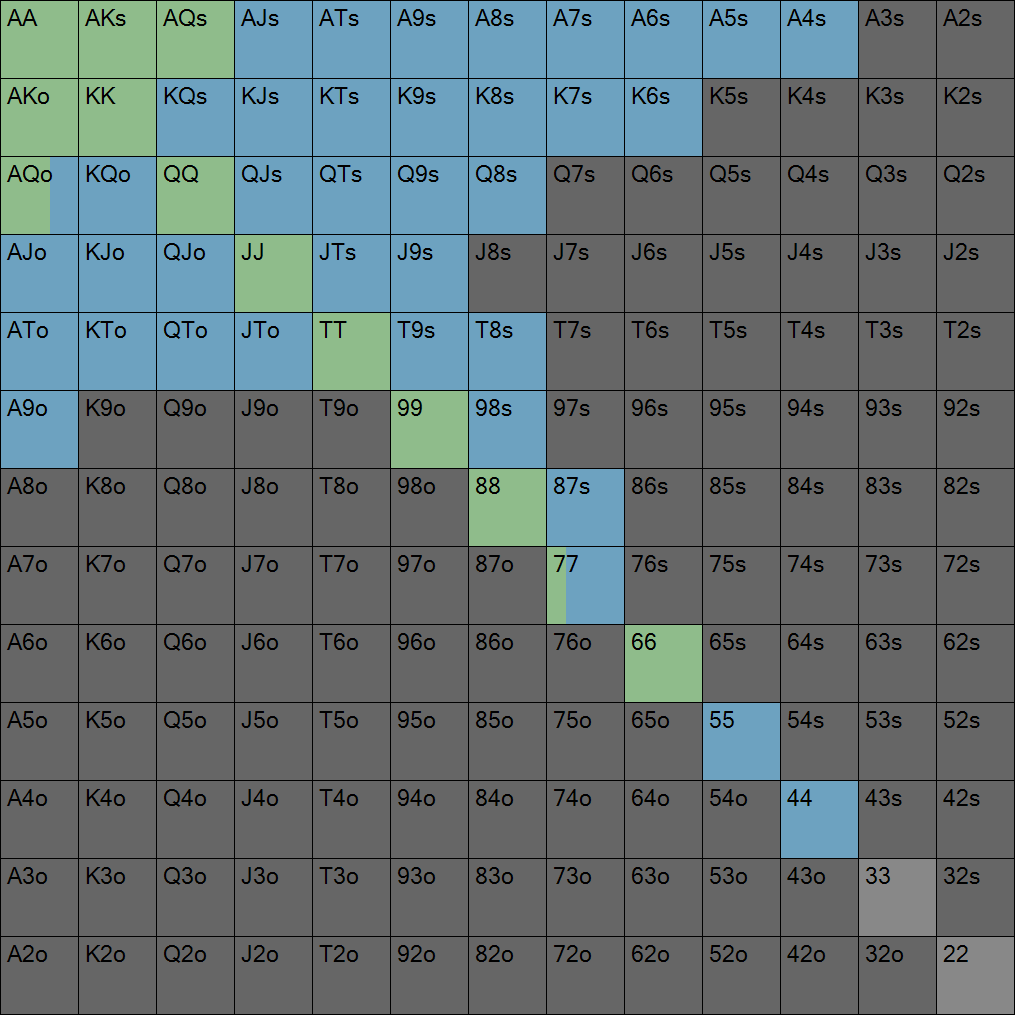 AA AKs AQs AJs ATs A9s A8s A7s A6s A5s A4s A3s A2s
AKo KK KQs KJs KTs K9s K8s K7s K6s K5s K4s K3s K2s
AQo KQo QQ QJs QTs Q9s Q8s Q7s Q6s Q5s Q4s Q3s Q2s
AJo KJo QJo JJ JTs J9s J8s J7s J6s J5s J4s J3s J2s
ATo KTo QTo JTo TT T9s T8s T7s T6s T5s T4s T3s T2s
A9o K9o Q9o J9o T9o 99 98s 97s 96s 95s 94s 93s 92s
A8o K8o Q8o J8o T8o 98o 88 87s 86s 85s 84s 83s 82s
A7o K7o Q7o J7o T7o 97o 87o 77 76s 75s 74s 73s 72s
A6o K6o Q6o J6o T6o 96o 86o 76o 66 65s 64s 63s 62s
A5o K5o Q5o J5o T5o 95o 85o 75o 65o 55 54s 53s 52s
A4o K4o Q4o J4o T4o 94o 84o 74o 64o 54o 44 43s 42s
A3o K3o Q3o J3o T3o 93o 83o 73o 63o 53o 43o 33 32s
A2o K2o Q2o J2o T2o 92o 82o 72o 62o 52o 42o 32o 22